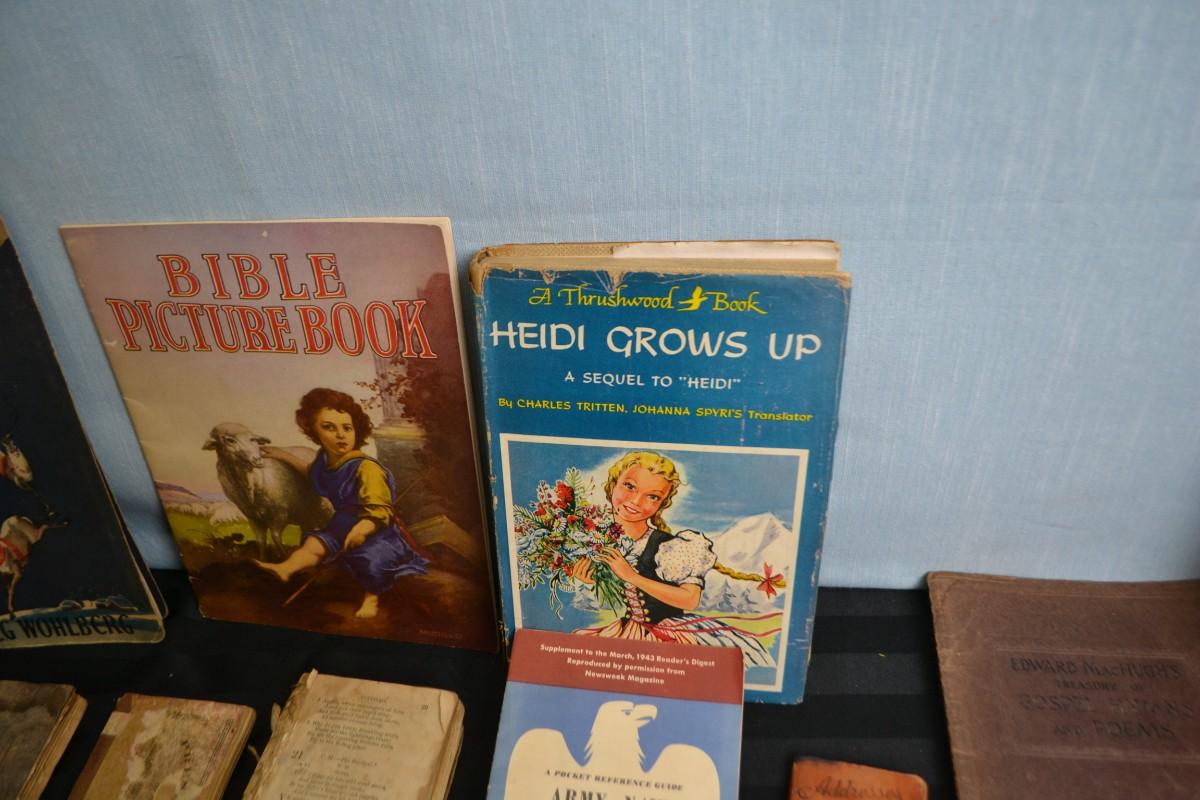 BIBLE
PICTURE BOOK
MURILLO
A Thrushwood Book
HEIDI GROWS UP
A SEQUEL TO "HEIDI"
By CHARLES TRITTEN, JOHANNA SPYRI'S Translator
Supplement to the March, 1943 Reader's Digest
Reproduced by permission from
Newsweek Magazine
A POCKET REFERENCE GUIDE
ARMY
EG WOHLBERG
EDWARD MACHUGH'S
TREASURY OF
GOSPEL HYMNS
AND POEMS
Addresses